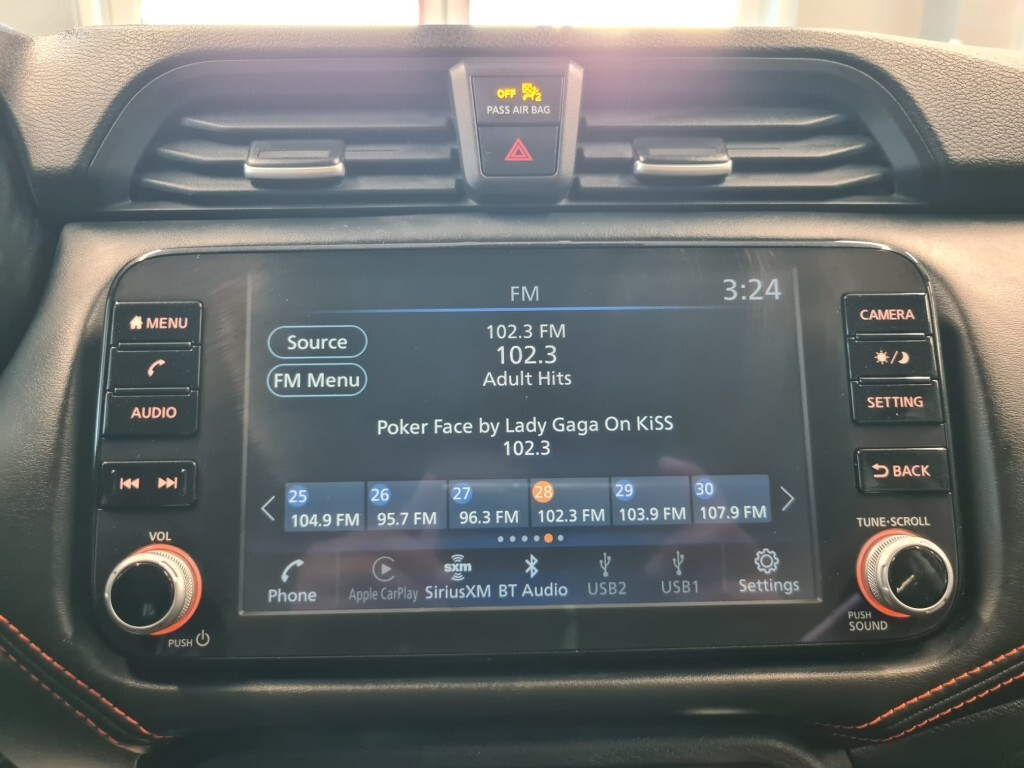 OFF 2
PASS AIR BAG
FM
3:24
MENU
AUDIO
VOL
PUSH
Source
FM Menu
102.3 FM
102.3
Adult Hits
Poker Face by Lady Gaga On KiSS
102.3
25
104.9 FM
26
95.7 FM
27
96.3 FM
28
102.3 FM
29
103.9 FM
30
107.9 FM
Phone
Apple CarPlay
sxm
SiriusXM
BT Audio
USB2
USB1
Settings
CAMERA
SETTING
BACK
TUNE·SCROLL
PUSH
SOUND